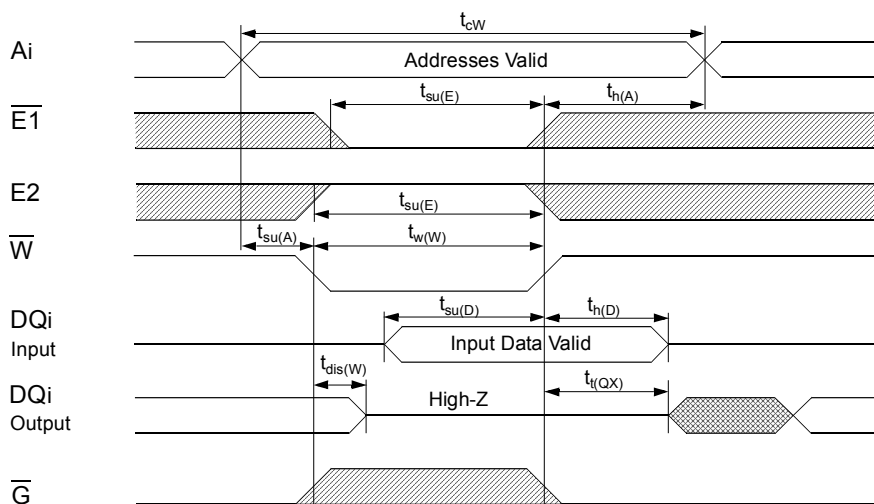 t_cW
Ai
Addresses Valid
t_su(E)
t_h(A)
E̅1̅
E2
t_su(E)
t_su(A)
t_w(W)
W̅
t_su(D)
t_h(D)
DQi
Input
Input Data Valid
t_dis(W)
t_t(QX)
DQi
Output
High-Z
G̅